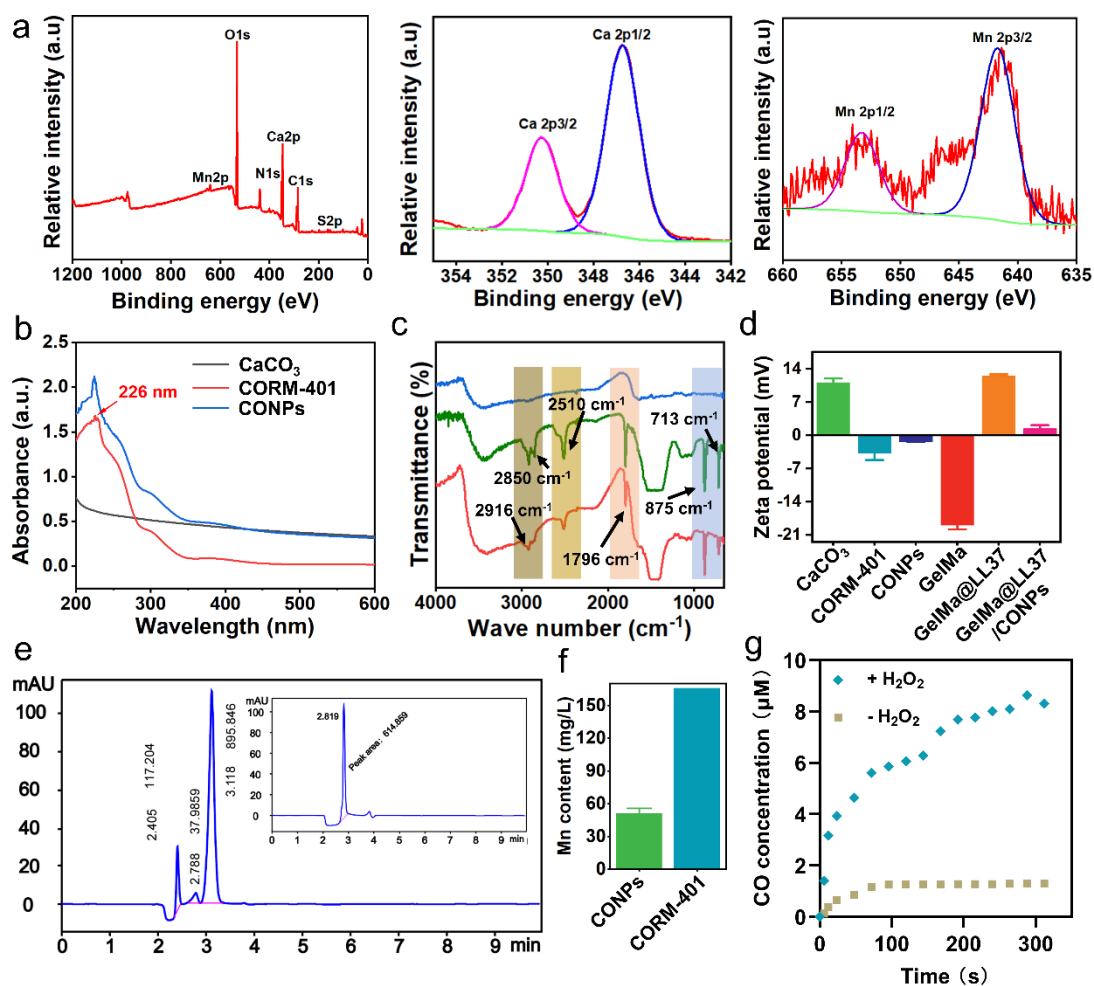 a
Relative intensity (a.u)
O1s
Ca2p
Mn2p
N1s
C1s
S2p
1200 1000 800 600 400 200 0
Binding energy (eV)
Relative intensity (a.u)
Ca 2p1/2
Ca 2p3/2
354 350 346 342
Binding energy (eV)
Relative intensity (a.u)
Mn 2p3/2
Mn 2p1/2
660 650 645 640 635
Binding energy (eV)
b
Absorbance (a.u.)
2.5
2.0
1.5
1.0
0.5
0.0
CaCO₃
CORM-401
CONPs
226 nm
200 300 400 500 600
Wavelength (nm)
c
Transmittance (%)
2510 cm⁻¹
713 cm⁻¹
2850 cm⁻¹
875 cm⁻¹
2916 cm⁻¹
1796 cm⁻¹
4000 3000 2000 1000
Wave number (cm⁻¹)
d
Zeta potential (mV)
14
7
0
-7
-14
-21
CaCO₃
CORM-401
CONPs
GelMa
GelMa@LL37
GelMa@LL37
/CONPs
e
mAU
100
80
60
40
20
0
2.405 117.204
2.788 37.9859
3.118 895.846
0 1 2 3 4 5 6 7 8 9 min
mAU
100
80
60
40
20
0
2.819
Peak area: 614.859
0 1 2 3 4 5 6 7 8 9 min
f
Mn content (mg/L)
150
120
90
60
30
0
CONPs
CORM-401
g
CO concentration (μM)
10
8
6
4
2
0
+ H₂O₂
- H₂O₂
0 100 200 300
Time (s)